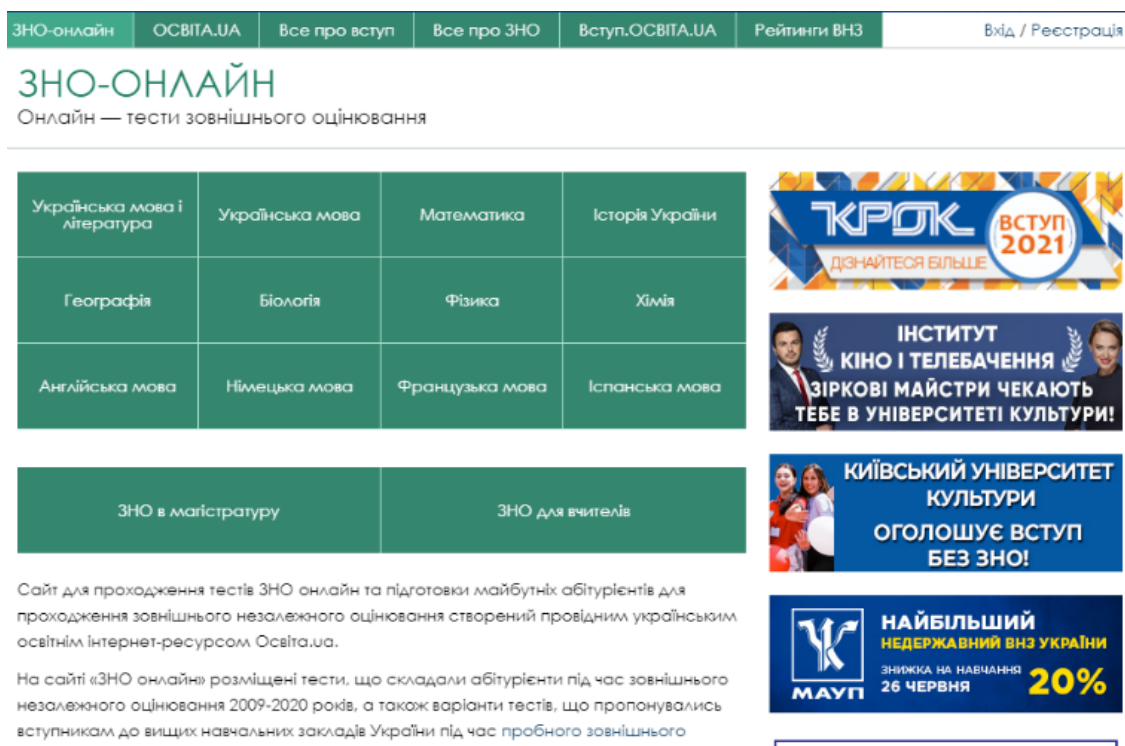 ЗНО-онлайн
ОСВІТА.UA
Все про вступ
Все про ЗНО
Вступ.ОСВІТА.UA
Рейтинги ВНЗ
Вхід / Реєстрація
ЗНО-ОНЛАЙН
Онлайн — тести зовнішнього оцінювання
Українська мова і
література
Українська мова
Математика
Історія України
Географія
Біологія
Фізика
Хімія
Англійська мова
Німецька мова
Французька мова
Іспанська мова
ЗНО в магістратуру
ЗНО для вчителів
Сайт для проходження тестів ЗНО онлайн та підготовки майбутніх абітурієнтів для
проходження зовнішнього незалежного оцінювання створений провідним українським
освітнім інтернет-ресурсом Освіта.ua.
На сайті «ЗНО онлайн» розміщені тести, що складали абітурієнти під час зовнішнього
незалежного оцінювання 2009-2020 років, а також варіанти тестів, що пропонувались
вступникам до вищих навчальних закладів України під час пробного зовнішнього
КРОК
ВСТУП
2021
ДІЗНАЙТЕСЯ БІЛЬШЕ
ІНСТИТУТ
КІНО І ТЕЛЕБАЧЕННЯ
ЗІРКОВІ МАЙСТРИ ЧЕКАЮТЬ
ТЕБЕ В УНІВЕРСИТЕТІ КУЛЬТУРИ!
КИЇВСЬКИЙ УНІВЕРСИТЕТ
КУЛЬТУРИ
ОГОЛОШУЄ ВСТУП
БЕЗ ЗНО!
МАУП
НАЙБІЛЬШИЙ
НЕДЕРЖАВНИЙ ВНЗ УКРАЇНИ
ЗНИЖКА НА НАВЧАННЯ
26 ЧЕРВНЯ
20%